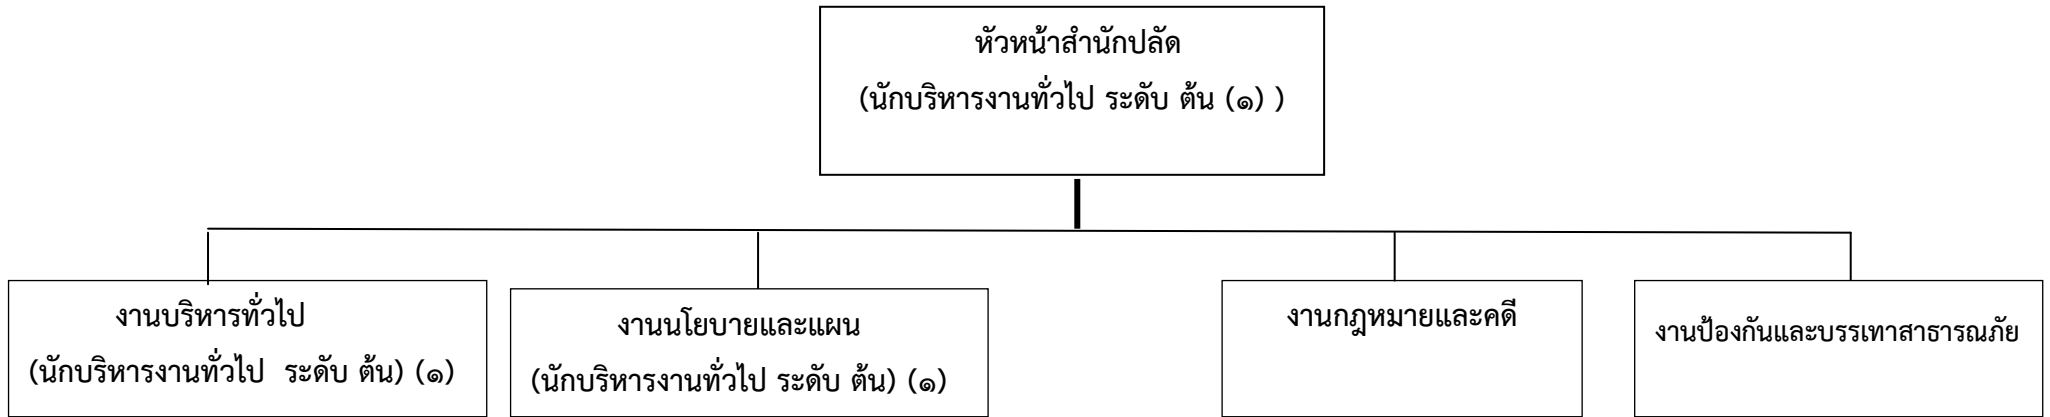 หัวหน้าสำนักปลัด
(นักบริหารงานทั่วไป ระดับ ต้น (๑) )
งานบริหารทั่วไป
(นักบริหารงานทั่วไป ระดับ ต้น) (๑)
งานนโยบายและแผน
(นักบริหารงานทั่วไป ระดับ ต้น) (๑)
งานกฎหมายและคดี
งานป้องกันและบรรเทาสาธารณภัย